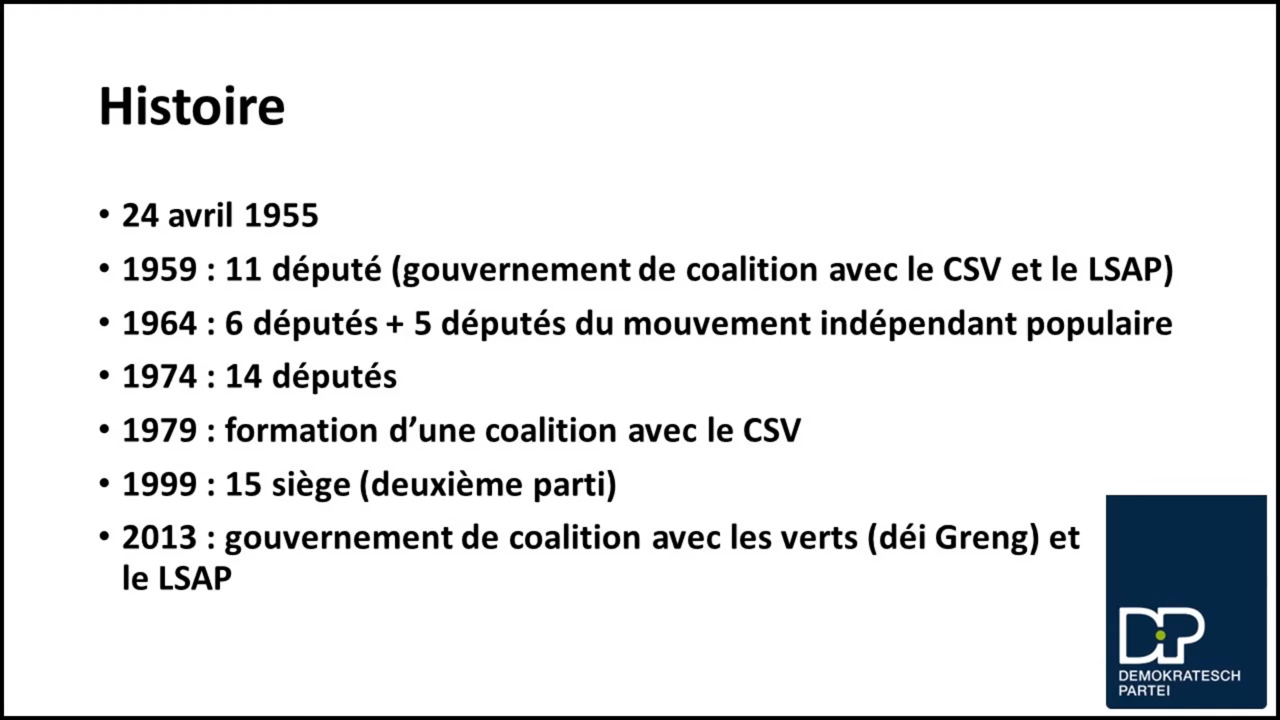 Histoire
• 24 avril 1955
• 1959 : 11 député (gouvernement de coalition avec le CSV et le LSAP)
• 1964 : 6 députés + 5 députés du mouvement indépendant populaire
• 1974 : 14 députés
• 1979 : formation d’une coalition avec le CSV
• 1999 : 15 siège (deuxième parti)
• 2013 : gouvernement de coalition avec les verts (déi Greng) et
le LSAP
DP
DEMOKRATESCH
PARTEI